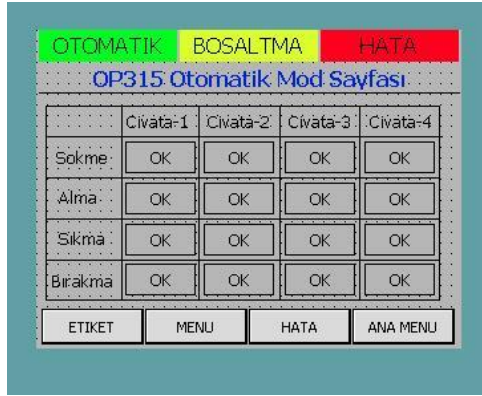 OTOMATIK BOSALTMA HATA
OP315 Otomatik Mod Sayfası
Civata-1 Civata-2 Civata-3 Civata-4
Sokme OK OK OK OK
Alma OK OK OK OK
Sıkma OK OK OK OK
Bırakma OK OK OK OK
ETIKET MENU HATA ANA MENU